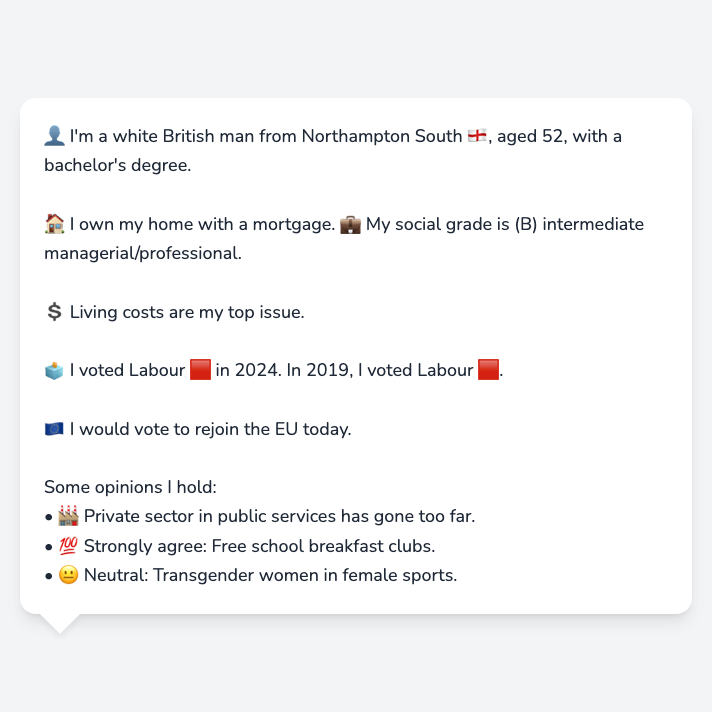 👤 I'm a white British man from Northampton South 🏴󠁧󠁢󠁥󠁮󠁧󠁿, aged 52, with a
bachelor's degree.
🏠 I own my home with a mortgage. 💼 My social grade is (B) intermediate
managerial/professional.
💲 Living costs are my top issue.
🗳️ I voted Labour 🟥 in 2024. In 2019, I voted Labour 🟥.
🇪🇺 I would vote to rejoin the EU today.
Some opinions I hold:
• 🏭 Private sector in public services has gone too far.
• 💯 Strongly agree: Free school breakfast clubs.
• 😐 Neutral: Transgender women in female sports.